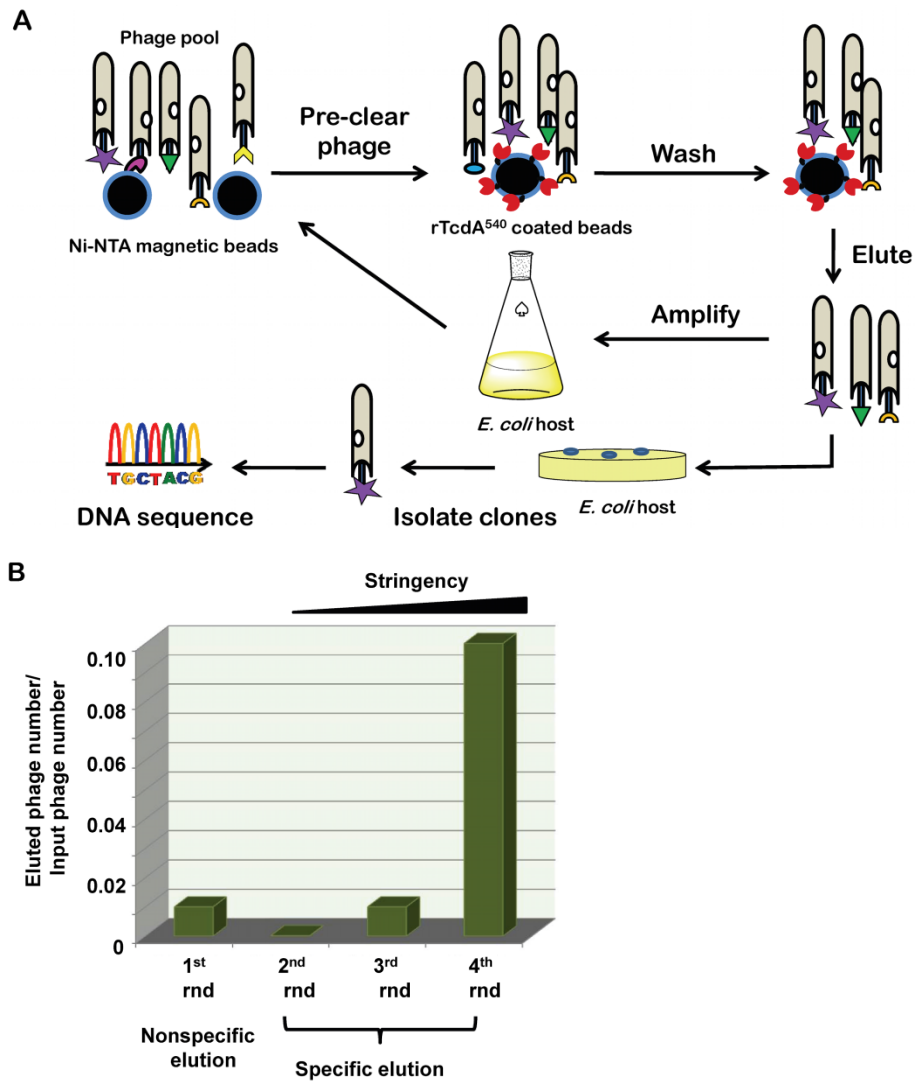 A
Phage pool
Pre-clear
phage
Wash
Ni-NTA magnetic beads
rTcdA⁵⁴⁰ coated beads
Elute
Amplify
E. coli host
TGCTACG
DNA sequence
Isolate clones
E. coli host
B
Stringency
Eluted phage number/
Input phage number
0.10
0.08
0.06
0.04
0.02
0
1ˢᵗ
rnd
2ⁿᵈ
rnd
3ʳᵈ
rnd
4ᵗʰ
rnd
Nonspecific
elution
Specific elution